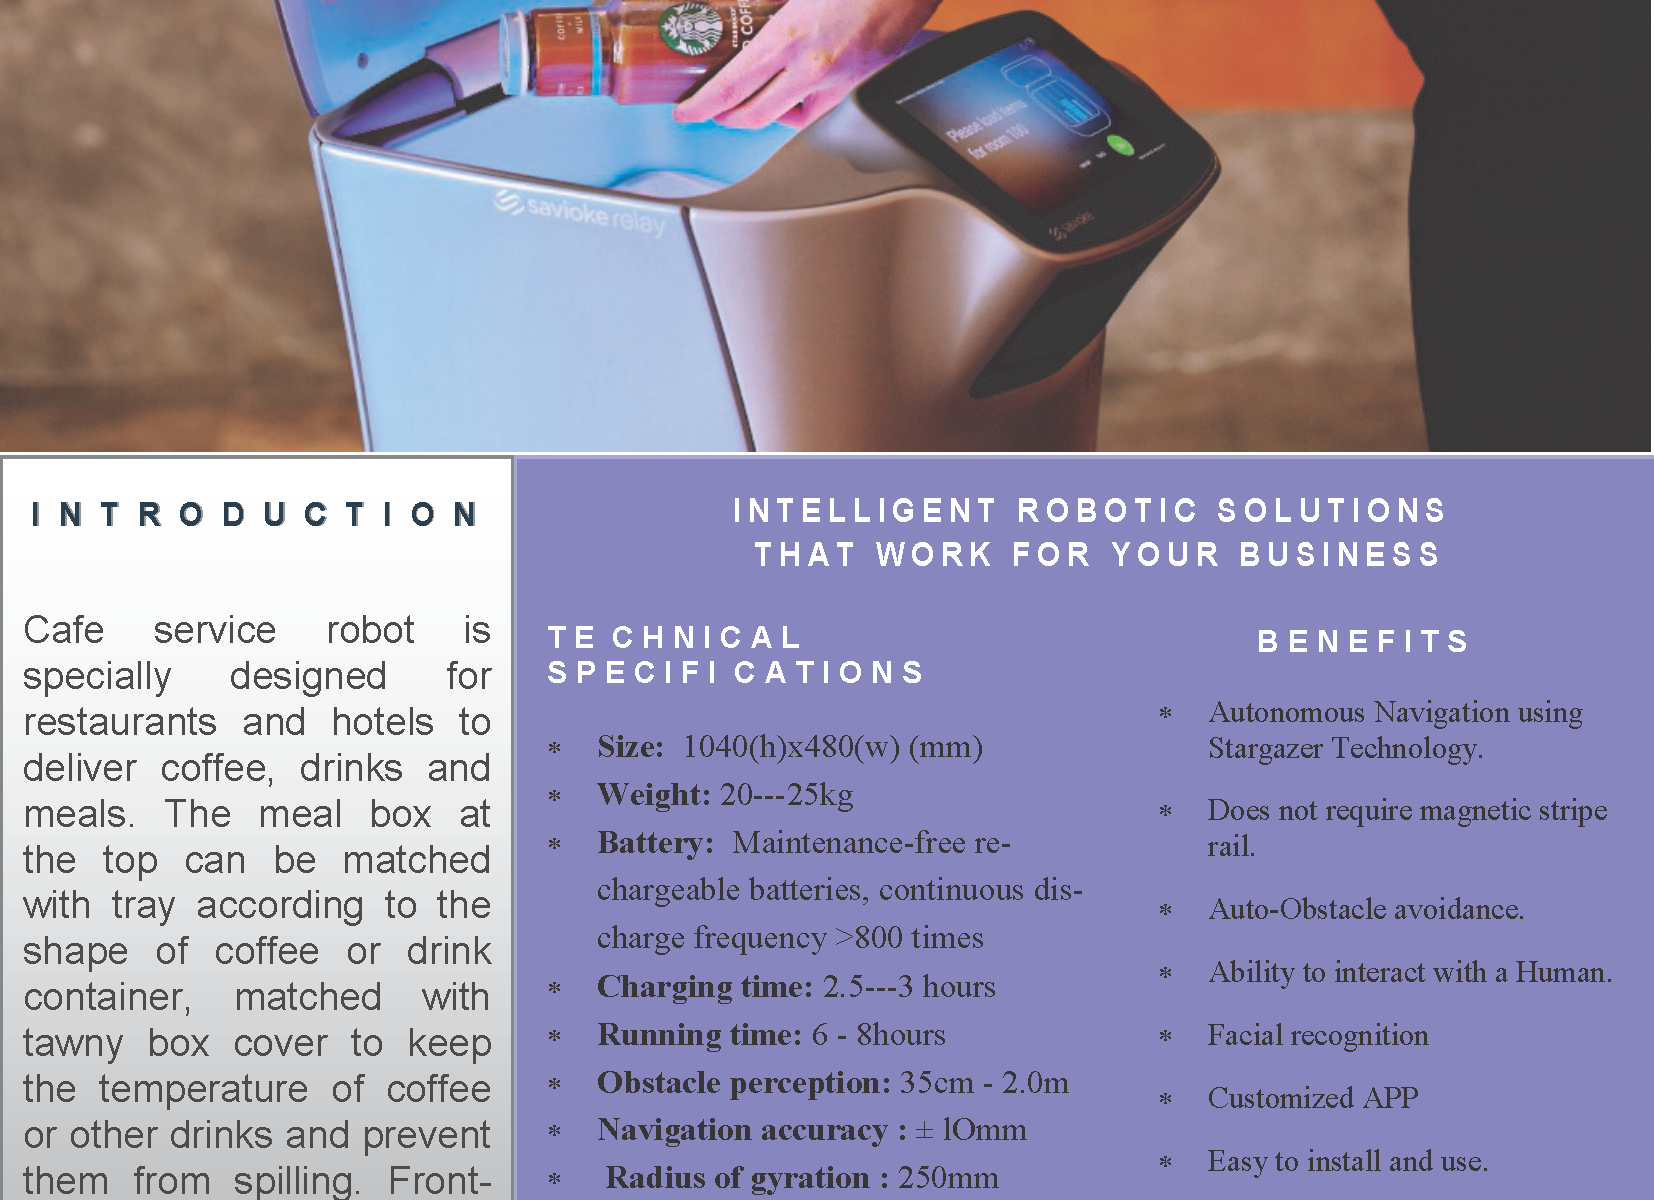 STARBUCKS
COFFEE
savioke relay
Please load items
for room 100
SAVIOKE
INTRODUCTION
Cafe service robot is
specially designed for
restaurants and hotels to
deliver coffee, drinks and
meals. The meal box at
the top can be matched
with tray according to the
shape of coffee or drink
container, matched with
tawny box cover to keep
the temperature of coffee
or other drinks and prevent
them from spilling. Front-
INTELLIGENT ROBOTIC SOLUTIONS
THAT WORK FOR YOUR BUSINESS
TE CHNICAL
SPECIFI CATIONS
* Size: 1040(h)x480(w) (mm)
* Weight: 20---25kg
* Battery: Maintenance-free re-
chargeable batteries, continuous dis-
charge frequency >800 times
* Charging time: 2.5---3 hours
* Running time: 6 - 8hours
* Obstacle perception: 35cm - 2.0m
* Navigation accuracy : ± lOmm
* Radius of gyration : 250mm
BENEFITS
* Autonomous Navigation using
Stargazer Technology.
* Does not require magnetic stripe
rail.
* Auto-Obstacle avoidance.
* Ability to interact with a Human.
* Facial recognition
* Customized APP
* Easy to install and use.